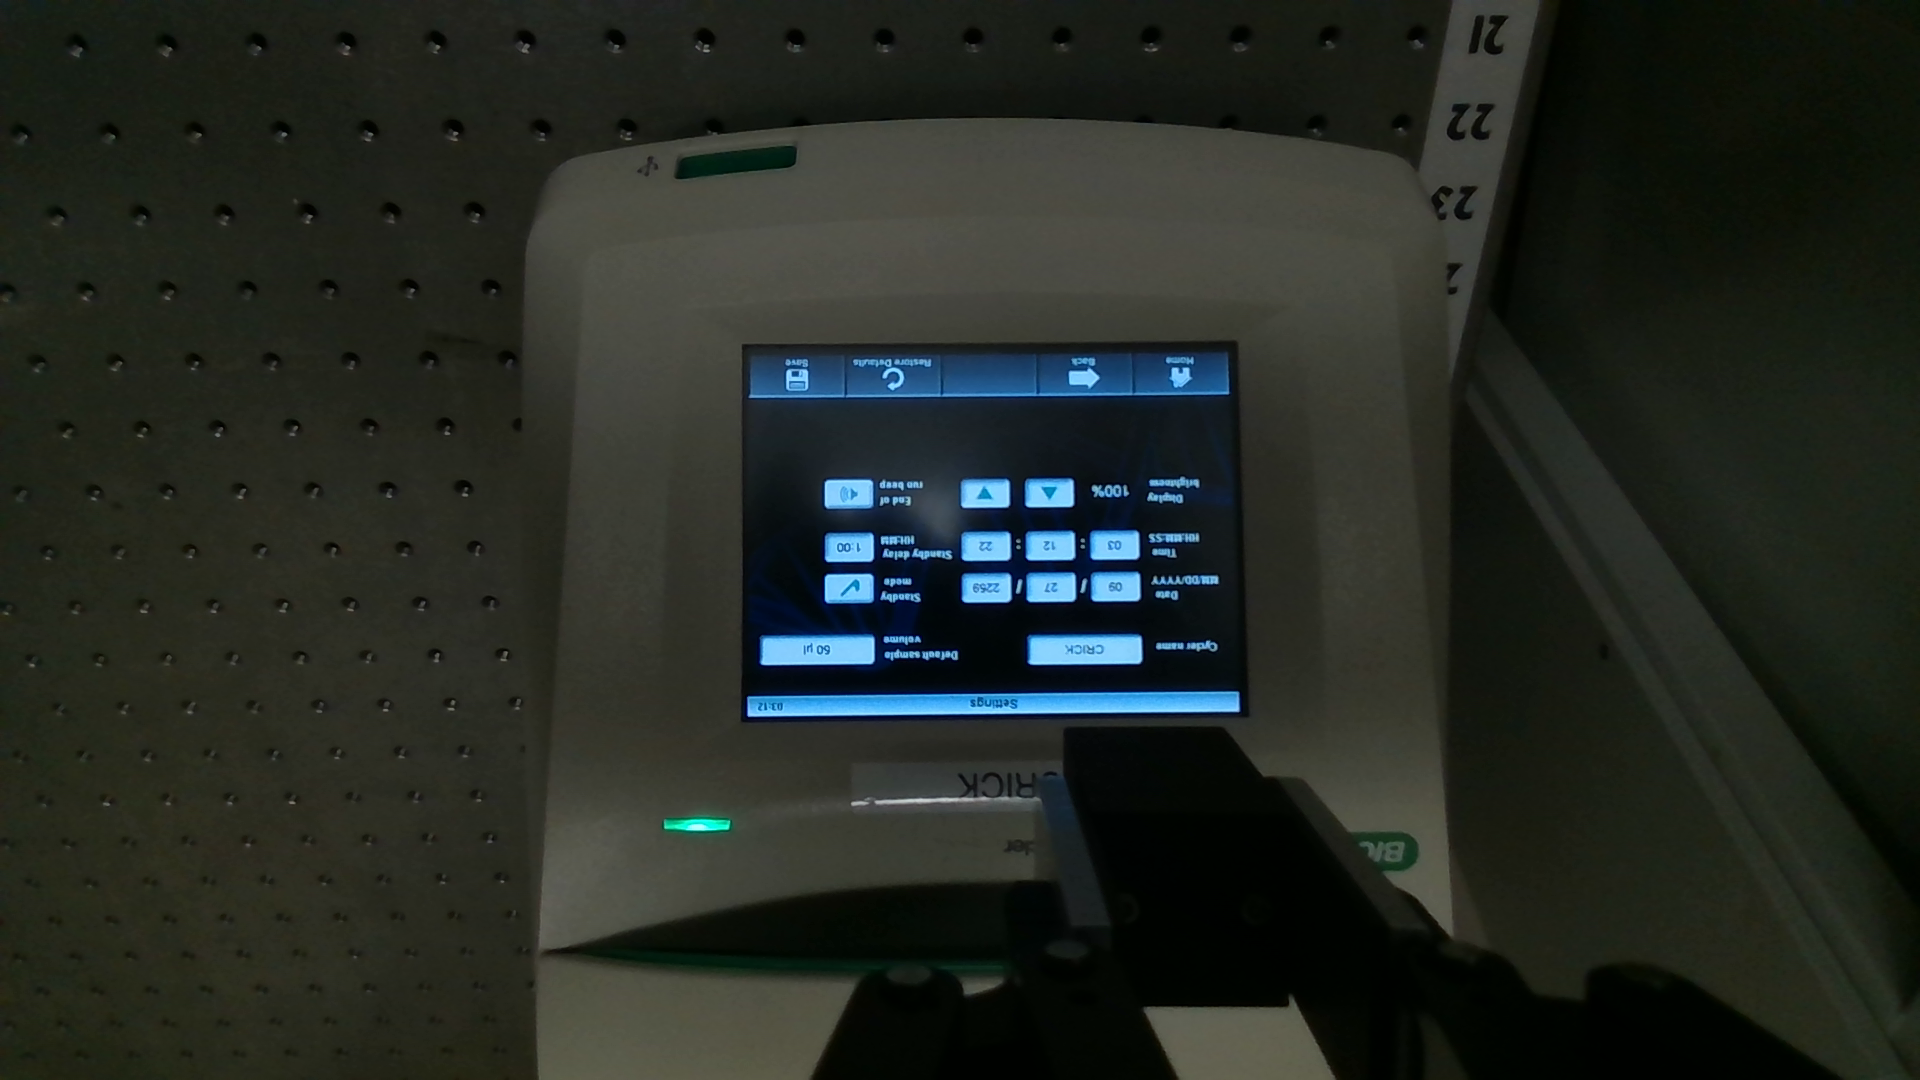 Settings 03:12
Cycler name CRICK Default sample volume 50 µl
Date MM/DD/YYYY 09 / 27 / 2259 Standby mode
Time HH:MM:SS 03 : 12 : 22 Standby delay HH:MM 1:00
Display brightness 100% End of run beep
Home Back Restore Defaults Save
21
22
23